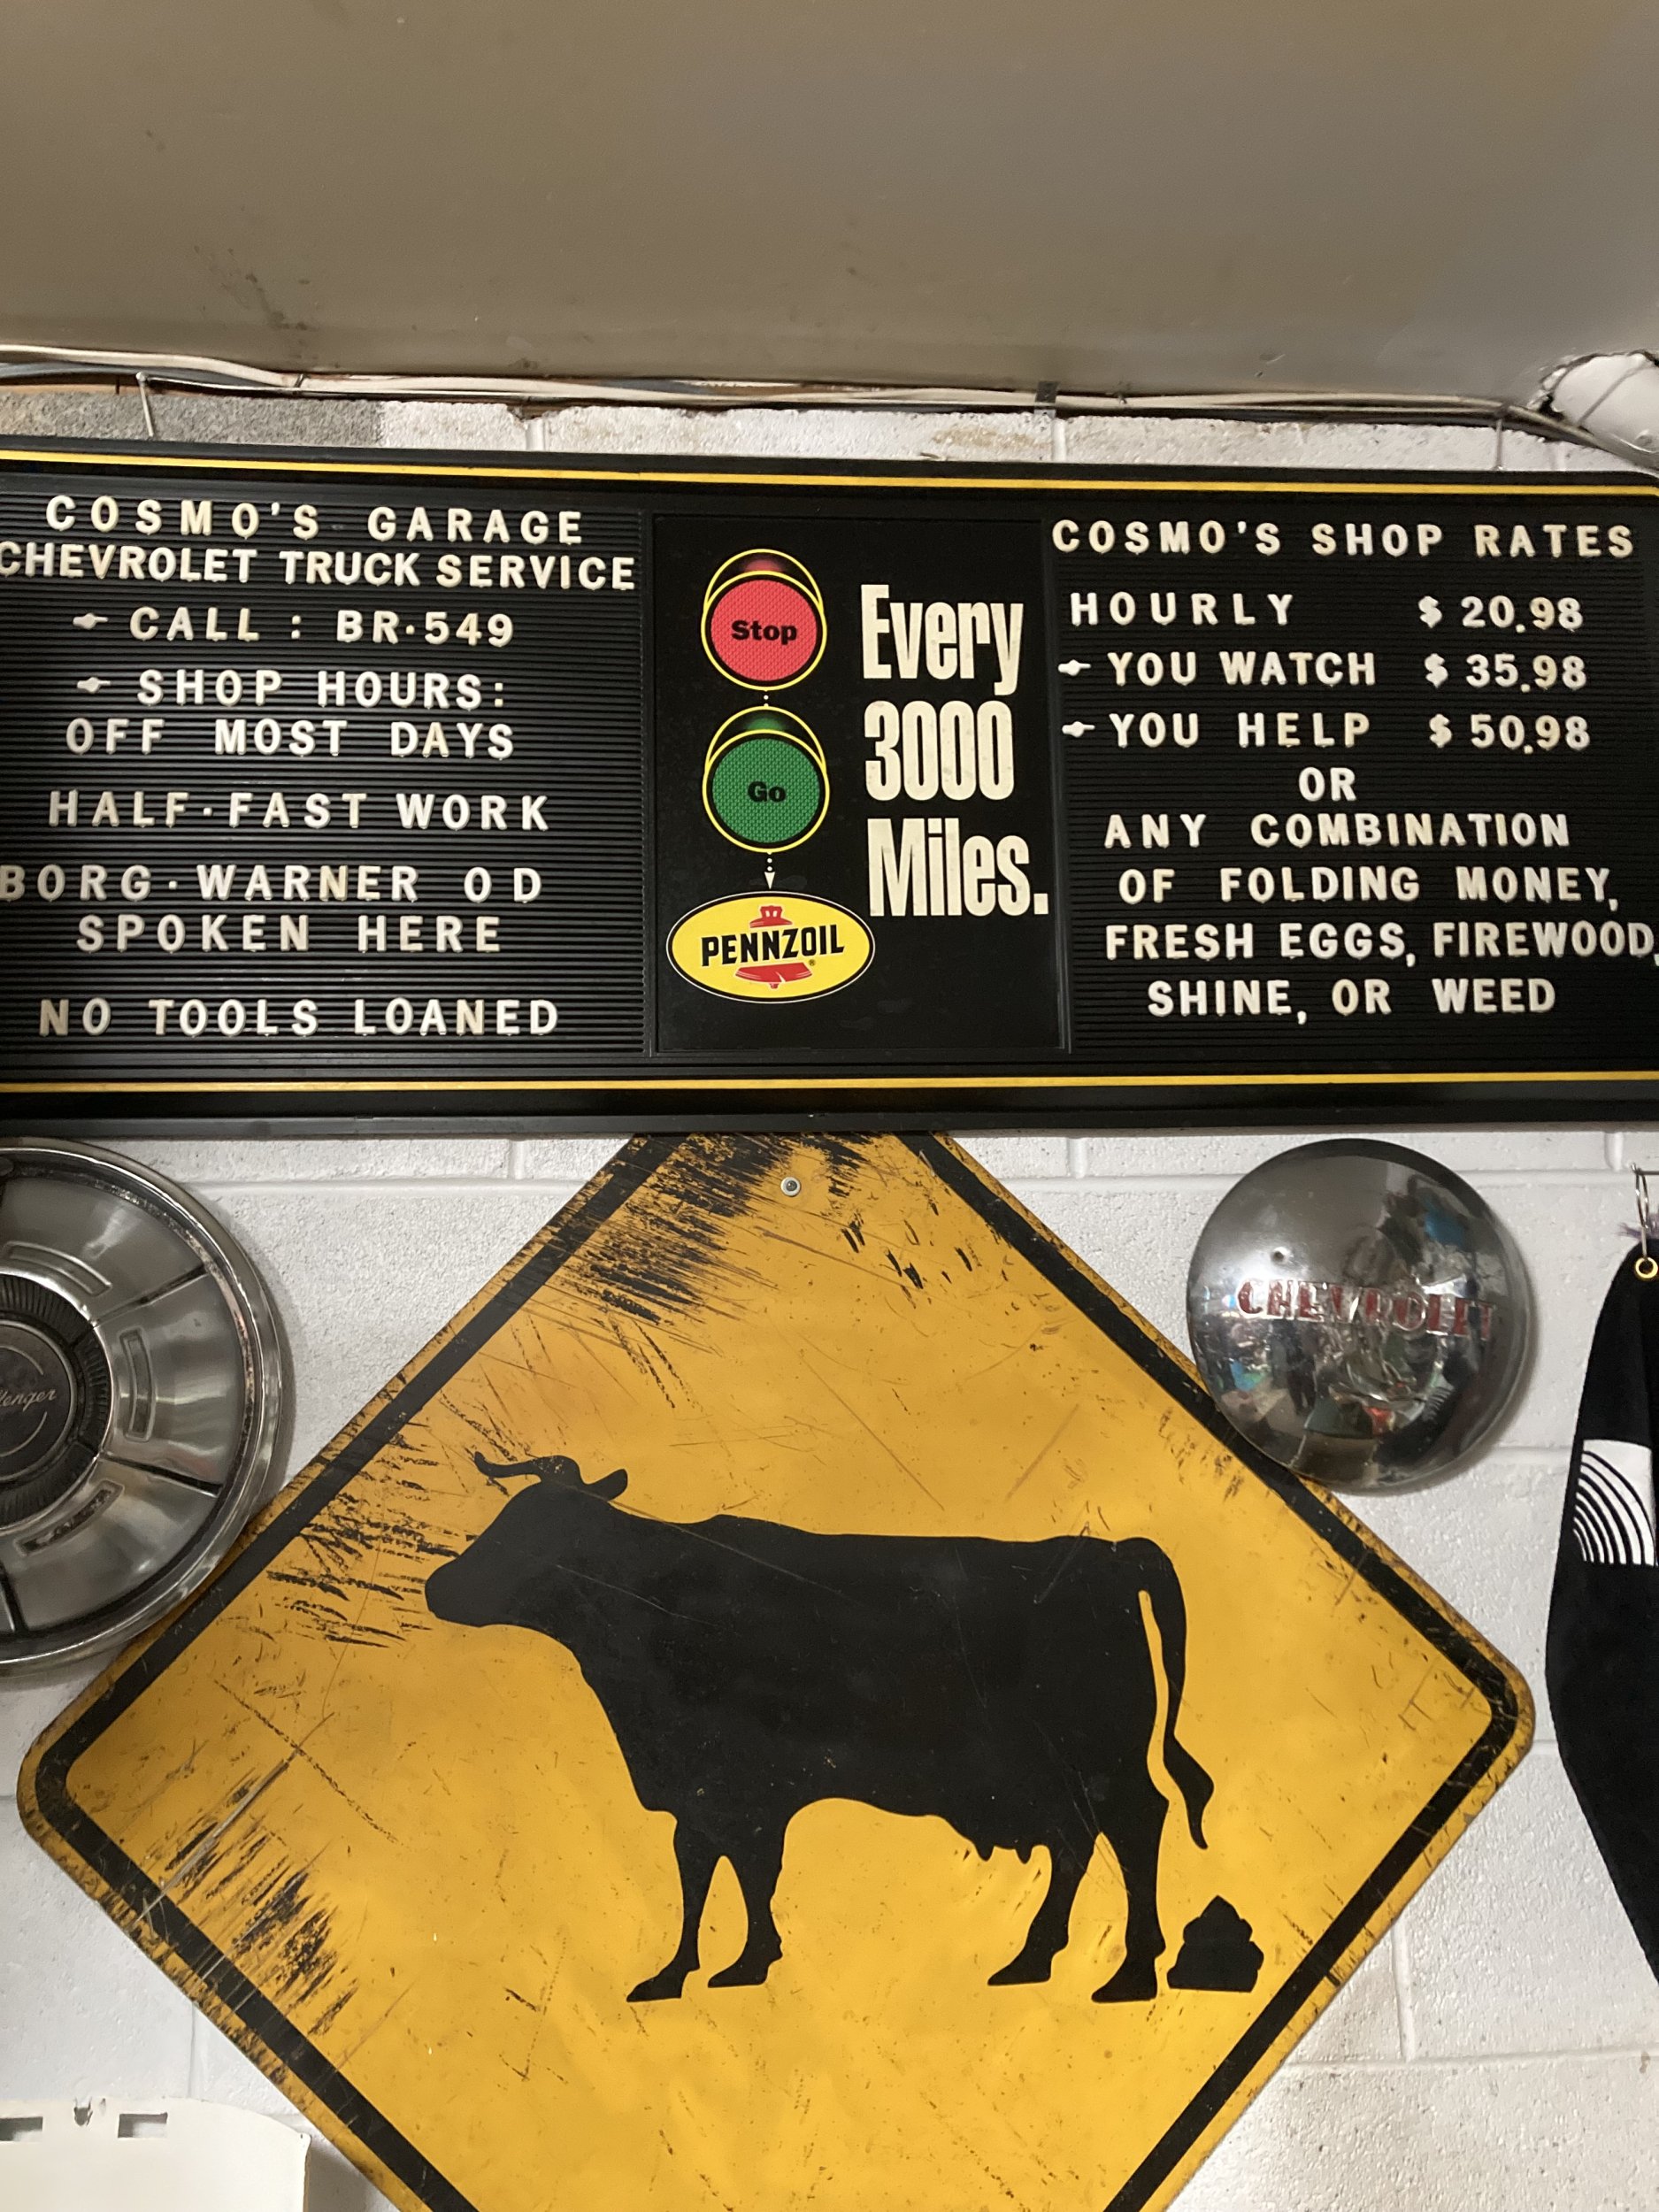 COSMO'S GARAGE
CHEVROLET TRUCK SERVICE
CALL : BR·549
SHOP HOURS:
OFF MOST DAYS
HALF·FAST WORK
BORG·WARNER OD
SPOKEN HERE
NO TOOLS LOANED
Stop
Go
Every
3000
Miles.
PENNZOIL
COSMO'S SHOP RATES
HOURLY $ 20.98
YOU WATCH $ 35.98
YOU HELP $ 50.98
OR
ANY COMBINATION
OF FOLDING MONEY,
FRESH EGGS, FIREWOOD,
SHINE, OR WEED
CHEVROLET